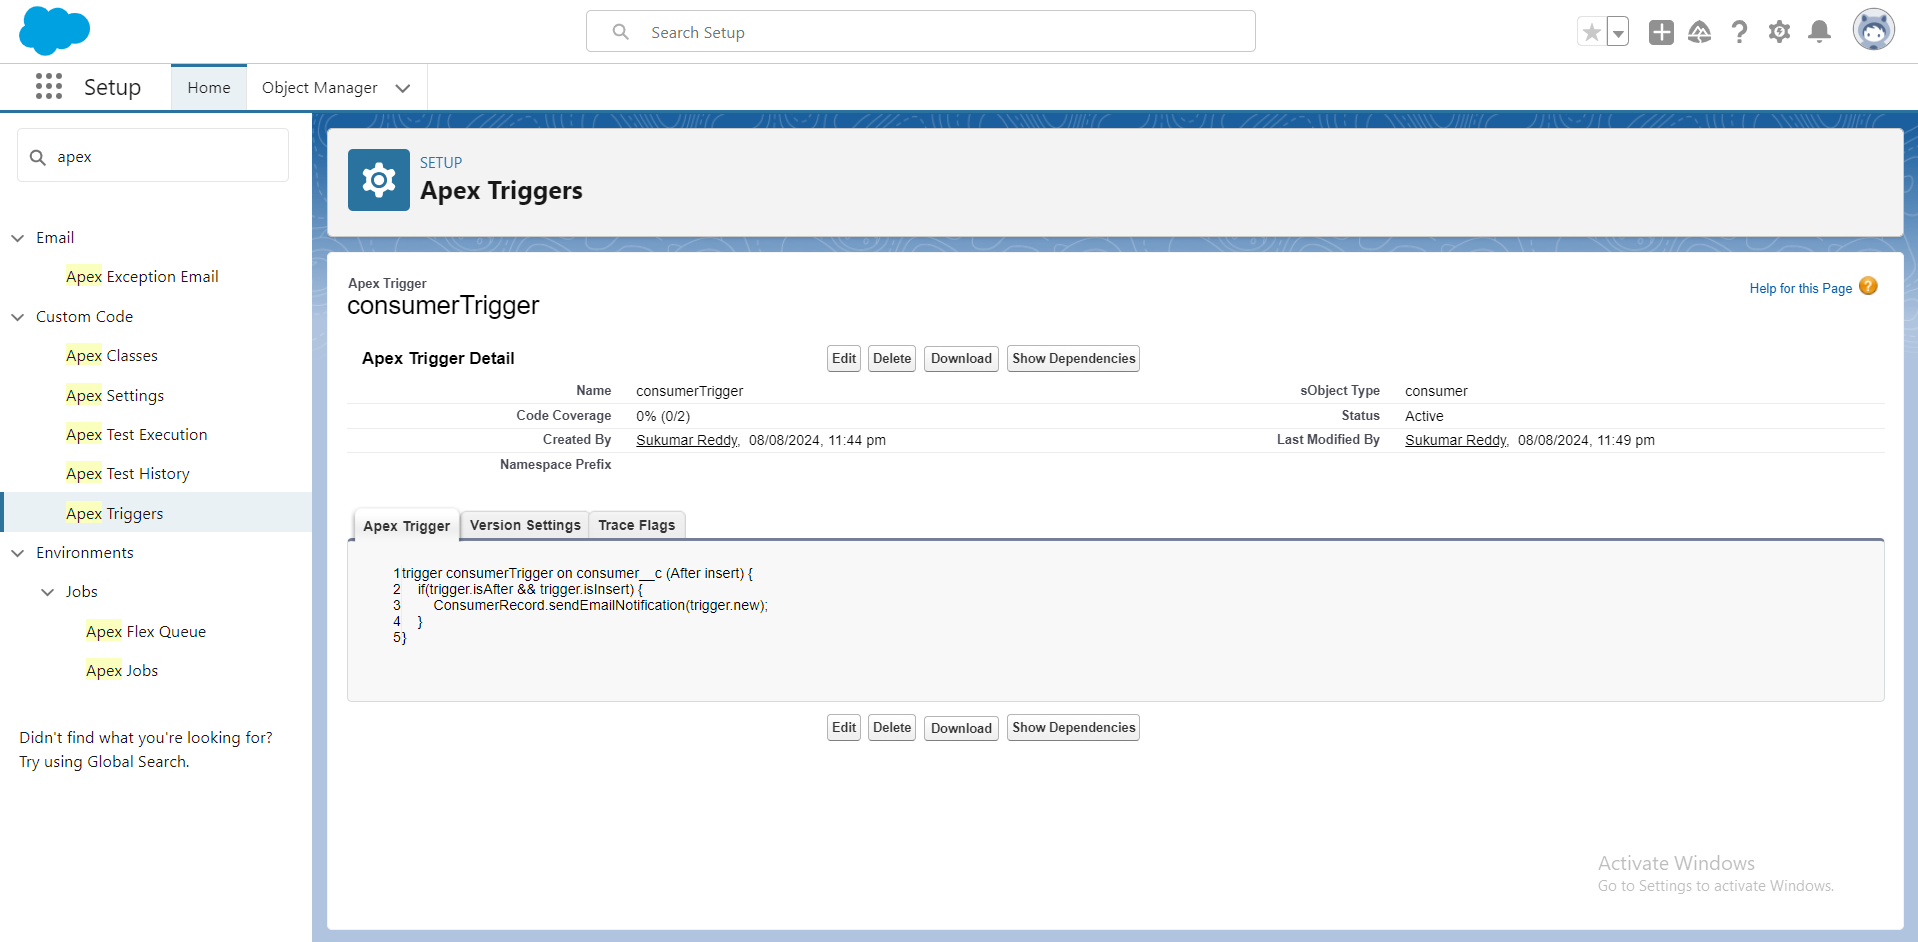 Search Setup
Setup
Home
Object Manager
apex
Email
Apex Exception Email
Custom Code
Apex Classes
Apex Settings
Apex Test Execution
Apex Test History
Apex Triggers
Environments
Jobs
Apex Flex Queue
Apex Jobs
Didn't find what you're looking for?
Try using Global Search.
SETUP
Apex Triggers
Apex Trigger
consumerTrigger
Help for this Page ?
Apex Trigger Detail
Edit Delete Download Show Dependencies
Name consumerTrigger sObject Type consumer
Code Coverage 0% (0/2) Status Active
Created By Sukumar Reddy, 08/08/2024, 11:44 pm Last Modified By Sukumar Reddy, 08/08/2024, 11:49 pm
Namespace Prefix
Apex Trigger Version Settings Trace Flags
1 trigger consumerTrigger on consumer__c (After insert) {
2 if(trigger.isAfter && trigger.isInsert) {
3 ConsumerRecord.sendEmailNotification(trigger.new);
4 }
5 }
Edit Delete Download Show Dependencies
Activate Windows
Go to Settings to activate Windows.